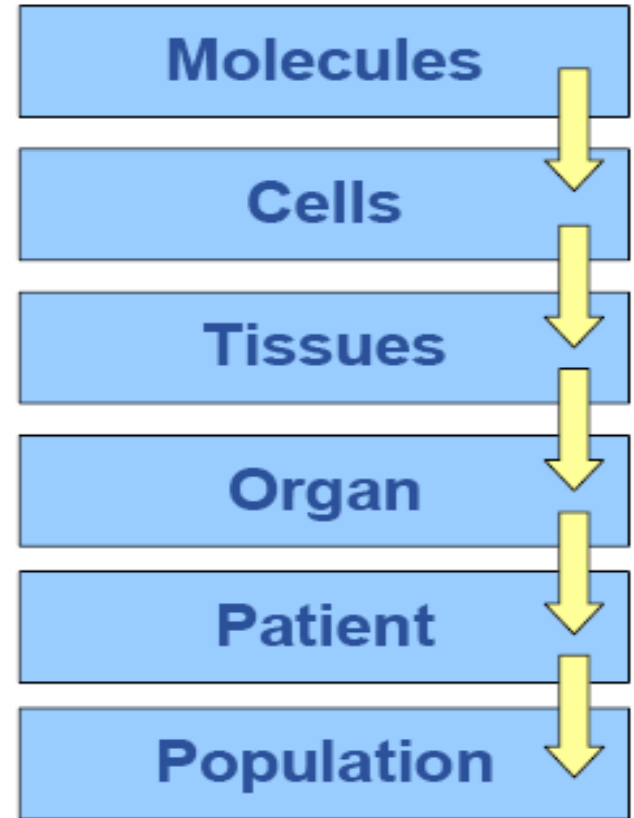 Molecules
Cells
Tissues
Organ
Patient
Population